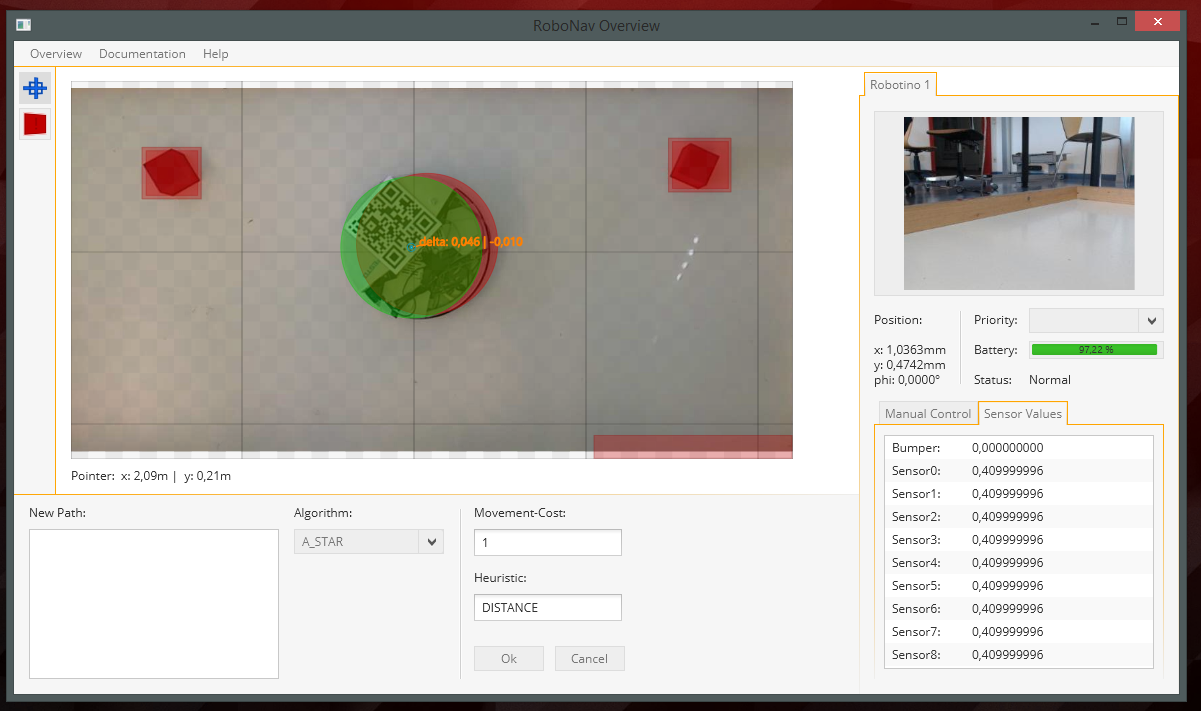 RoboNav Overview
Overview Documentation Help
Robotino 1
delta: 0,046 | -0,010
Pointer: x: 2,09m | y: 0,21m
Position:
x: 1,0363mm
y: 0,4742mm
phi: 0,0000°
Priority:
Battery: 97,22 %
Status: Normal
Manual Control Sensor Values
Bumper: 0,000000000
Sensor0: 0,409999996
Sensor1: 0,409999996
Sensor2: 0,409999996
Sensor3: 0,409999996
Sensor4: 0,409999996
Sensor5: 0,409999996
Sensor6: 0,409999996
Sensor7: 0,409999996
Sensor8: 0,409999996
New Path:
Algorithm:
A_STAR
Movement-Cost:
1
Heuristic:
DISTANCE
Ok Cancel